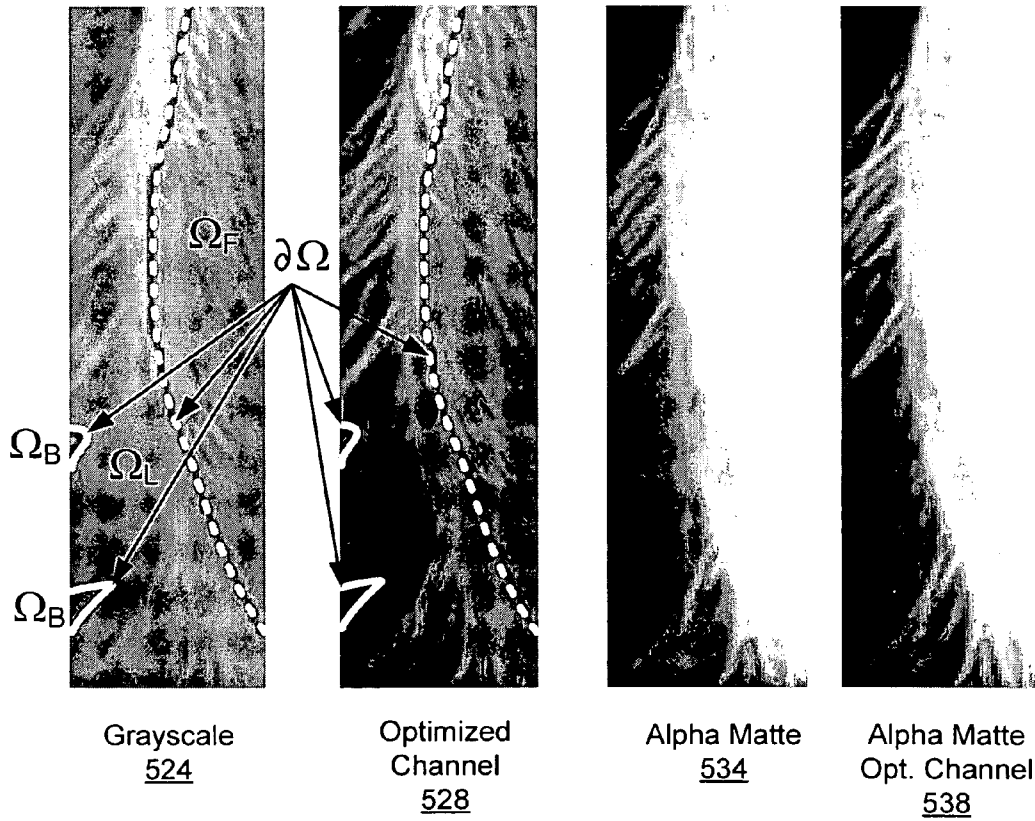 Ω_F
∂Ω
Ω_B
Ω_L
Ω_B
Grayscale
524
Optimized
Channel
528
Alpha Matte
534
Alpha Matte
Opt. Channel
538